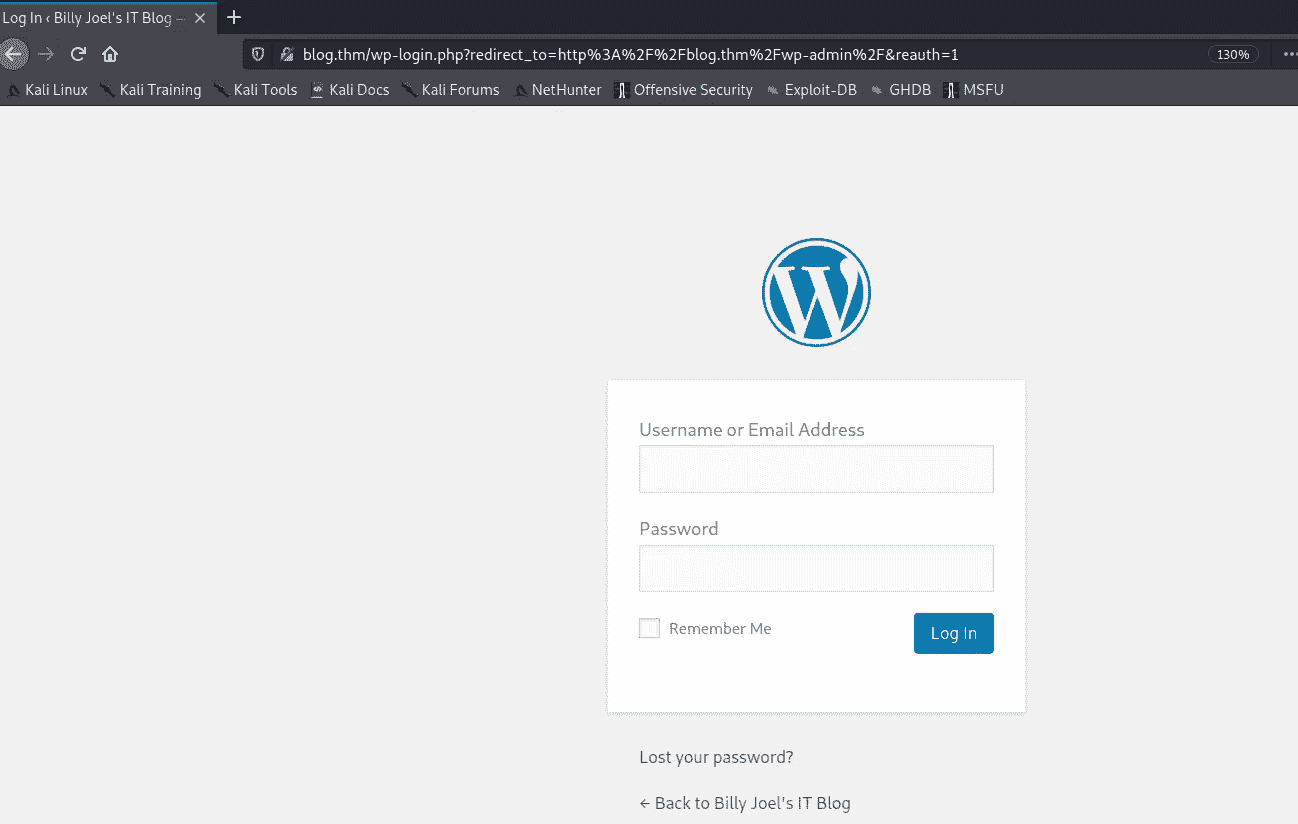 Log In ‹ Billy Joel's IT Blog —
blog.thm/wp-login.php?redirect_to=http%3A%2F%2Fblog.thm%2Fwp-admin%2F&reauth=1 130%
Kali Linux Kali Training Kali Tools Kali Docs Kali Forums NetHunter Offensive Security Exploit-DB GHDB MSFU
Username or Email Address
Password
Remember Me Log In
Lost your password?
← Back to Billy Joel's IT Blog